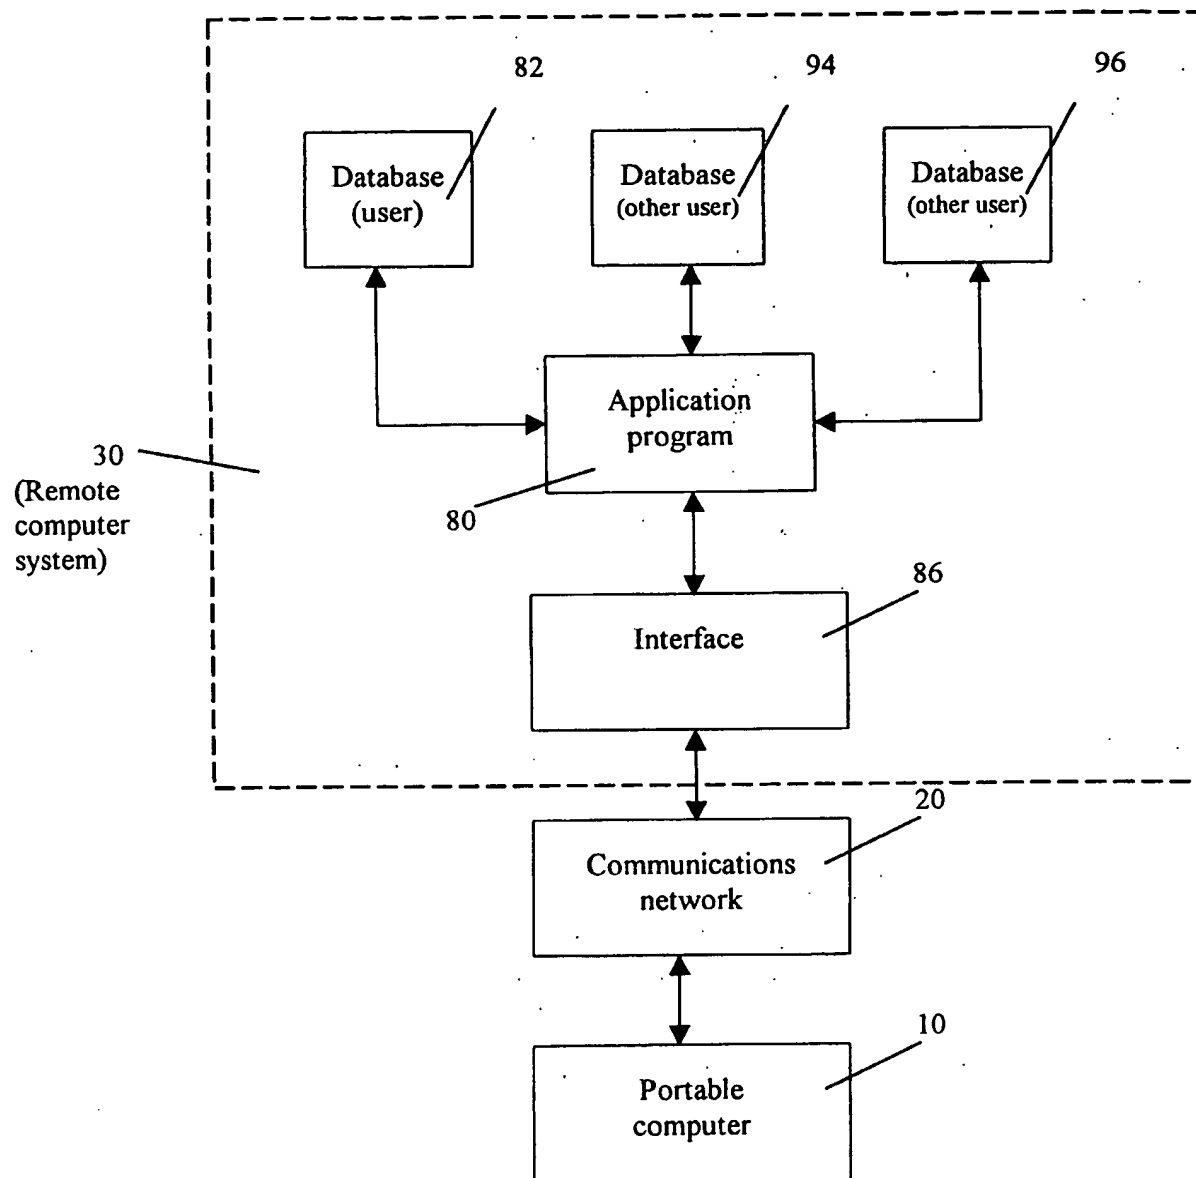 82
94
96
Database
(user)
Database
(other user)
Database
(other user)
Application
program
30
(Remote
computer
system)
80
86
Interface
20
Communications
network
10
Portable
computer